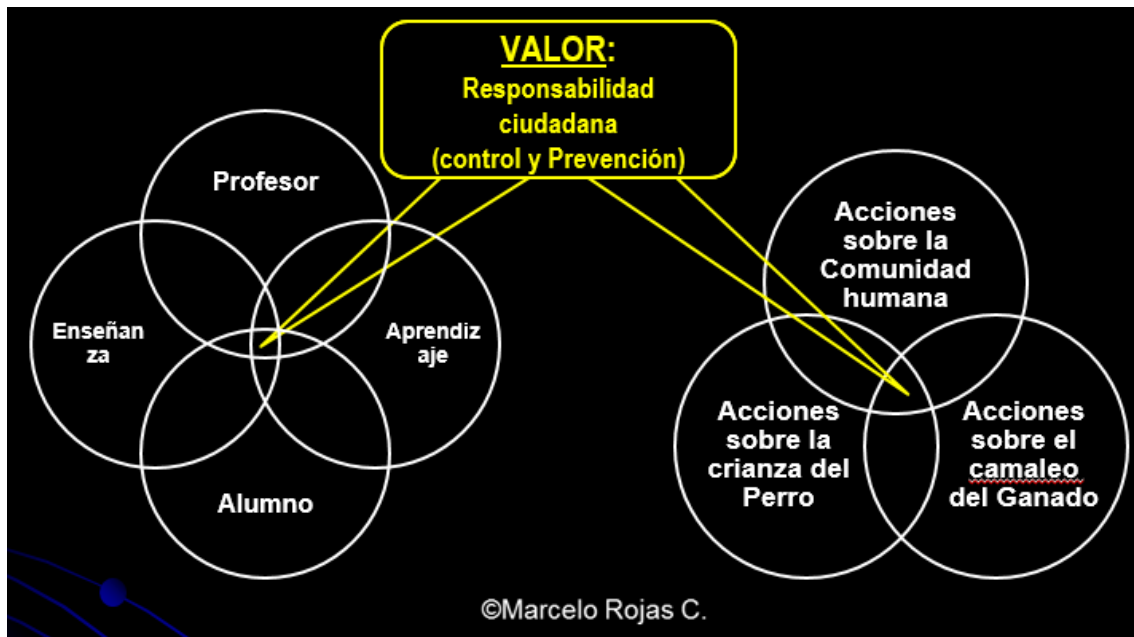 VALOR:
Responsabilidad
ciudadana
(control y Prevención)
Profesor
Enseñan
za
Aprendiz
aje
Alumno
Acciones
sobre la
Comunidad
humana
Acciones
sobre la
crianza del
Perro
Acciones
sobre el
camaleo
del Ganado
©Marcelo Rojas C.